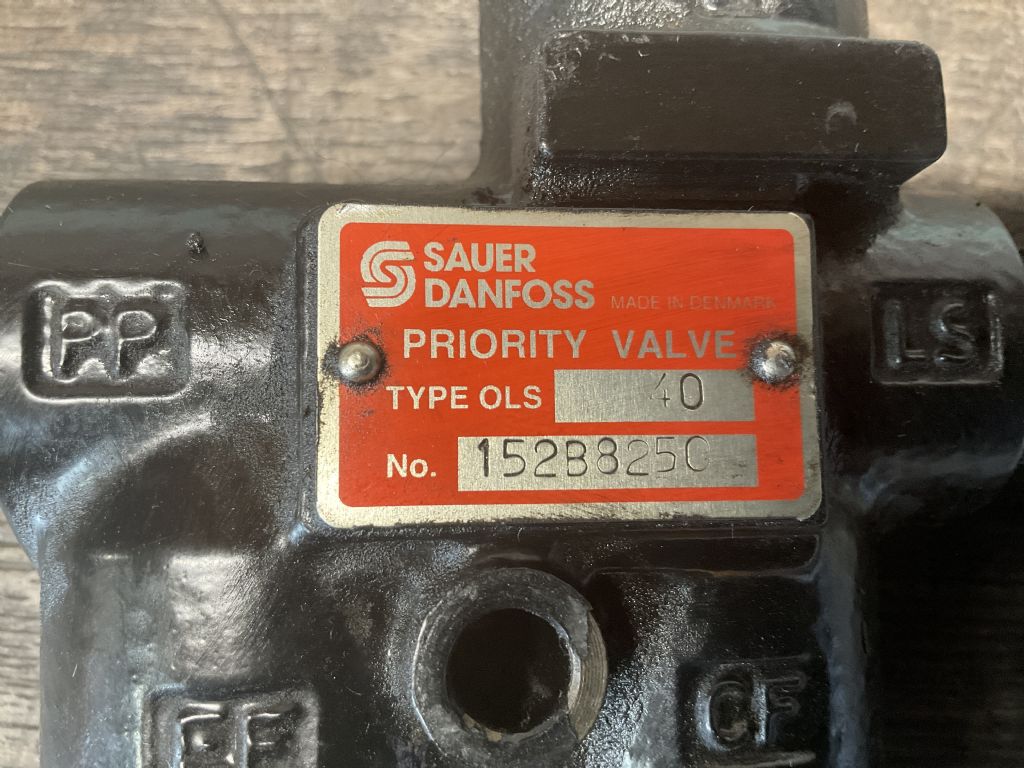 SAUER
DANFOSS MADE IN DENMARK
PRIORITY VALVE
TYPE OLS 40
No. 152B8250
PP
LS
EF
CF